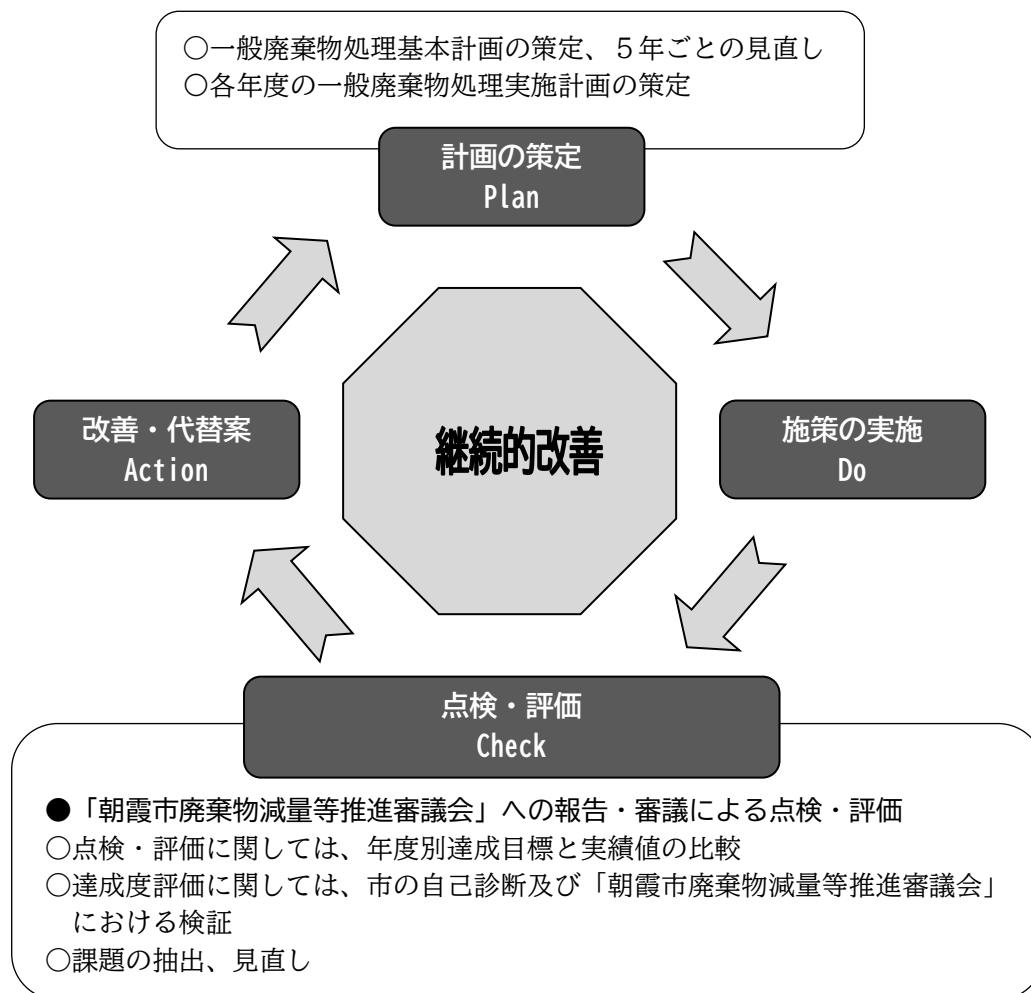 ○一般廃棄物処理基本計画の策定、５年ごとの見直し
○各年度の一般廃棄物処理実施計画の策定
計画の策定
Plan
改善・代替案
Action
継続的改善
施策の実施
Do
点検・評価
Check
●「朝霞市廃棄物減量等推進審議会」への報告・審議による点検・評価
○点検・評価に関しては、年度別達成目標と実績値の比較
○達成度評価に関しては、市の自己診断及び「朝霞市廃棄物減量等推進審議会」
における検証
○課題の抽出、見直し